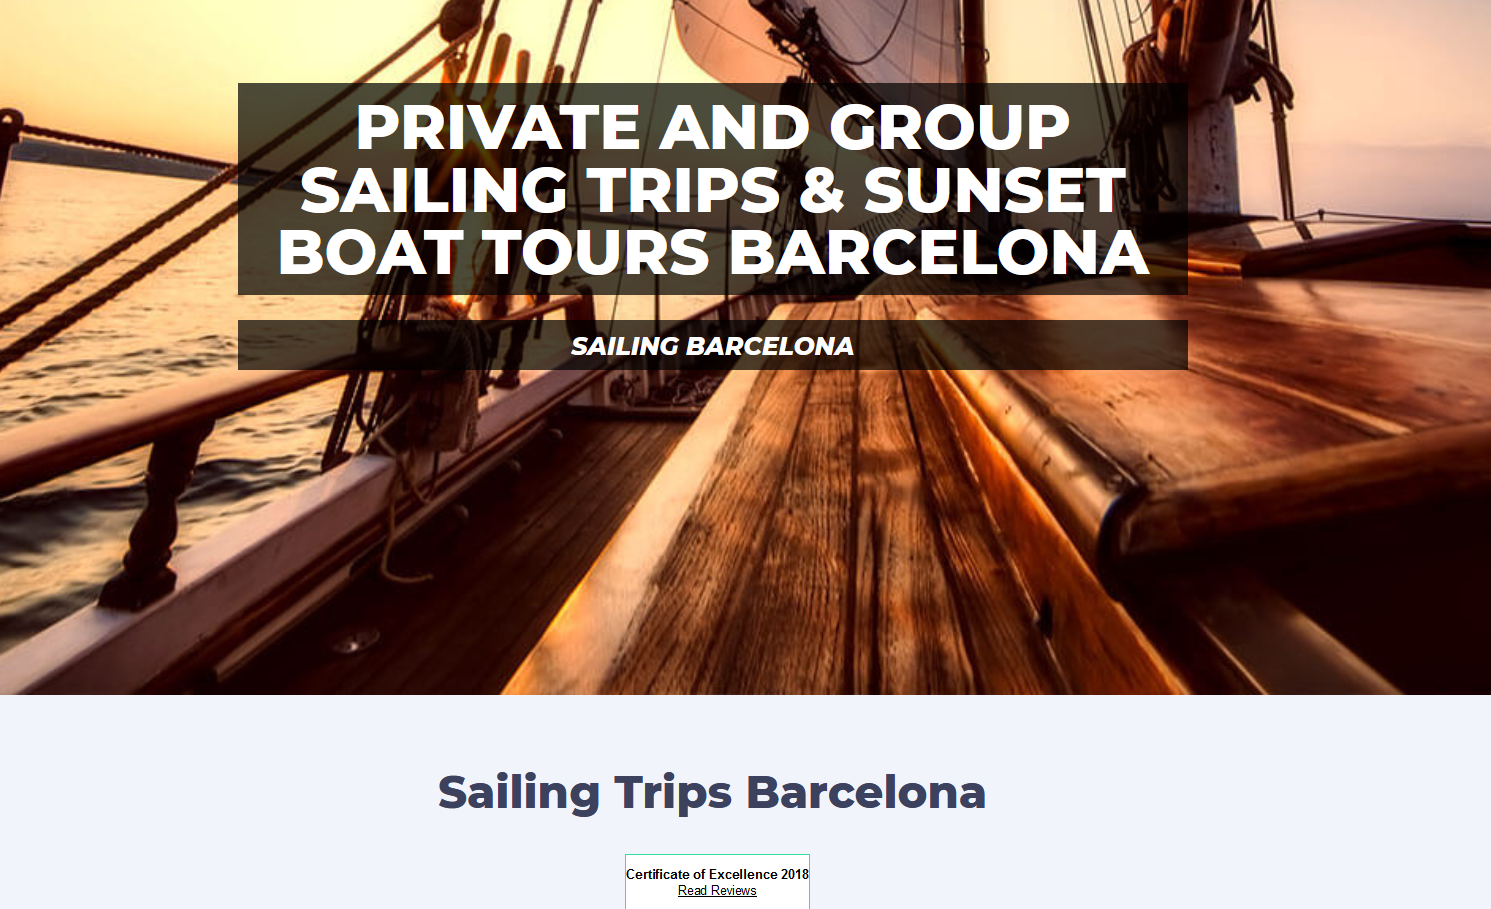 PRIVATE AND GROUP
SAILING TRIPS & SUNSET
BOAT TOURS BARCELONA
SAILING BARCELONA
Sailing Trips Barcelona
Certificate of Excellence 2018
Read Reviews